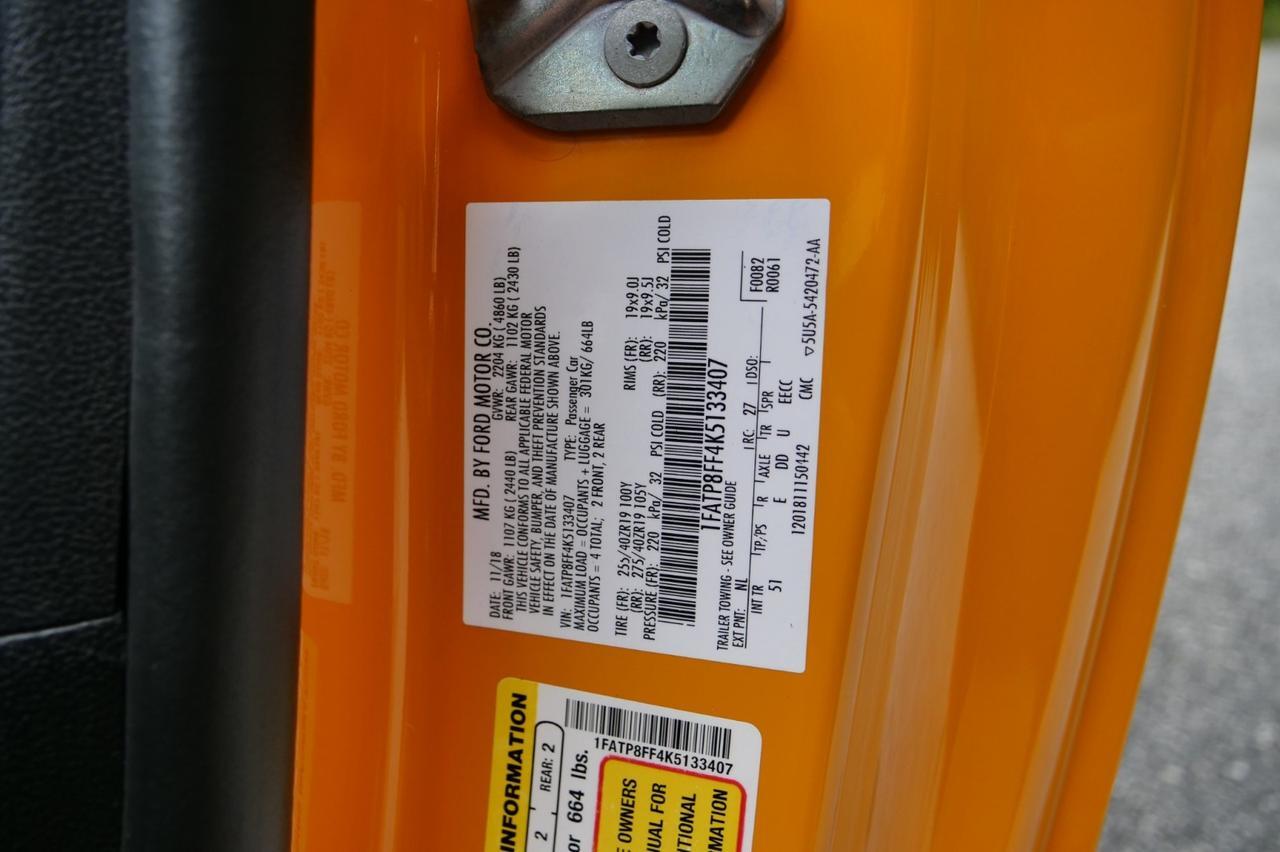 MFD. BY FORD MOTOR CO.
DATE: 11/18 GVWR: 2204 KG ( 4860 LB)
FRONT GAWR: 1107 KG ( 2440 LB) REAR GAWR: 1102 KG ( 2430 LB)
THIS VEHICLE CONFORMS TO ALL APPLICABLE FEDERAL MOTOR
VEHICLE SAFETY, BUMPER, AND THEFT PREVENTION STANDARDS
IN EFFECT ON THE DATE OF MANUFACTURE SHOWN ABOVE.
VIN: 1FATP8FF4K5133407 TYPE: Passenger Car
MAXIMUM LOAD = OCCUPANTS + LUGGAGE = 301KG/ 664LB
OCCUPANTS = 4 TOTAL; 2 FRONT, 2 REAR
TIRE (FR): 255/40ZR19 100Y RIMS (FR): 19x9.0J
(RR): 275/40ZR19 105Y (RR): 19x9.5J
PRESSURE (FR): 220 kPa/ 32 PSI COLD (RR): 220 kPa/ 32 PSI COLD
1FATP8FF4K5133407
TRAILER TOWING - SEE OWNER GUIDE
EXT PNT: NL RC: 27 DSO: F0082
R0061
INT TR TP/PS R AXLE TR SPR
51 E DD U EECC
1201811150142 CMC ▽5U5A-5420472-AA
INFORMATION
2 REAR: 2
or 664 lbs.
1FATP8FF4K5133407
E OWNERS
NUAL FOR
ITIONAL
RMATION